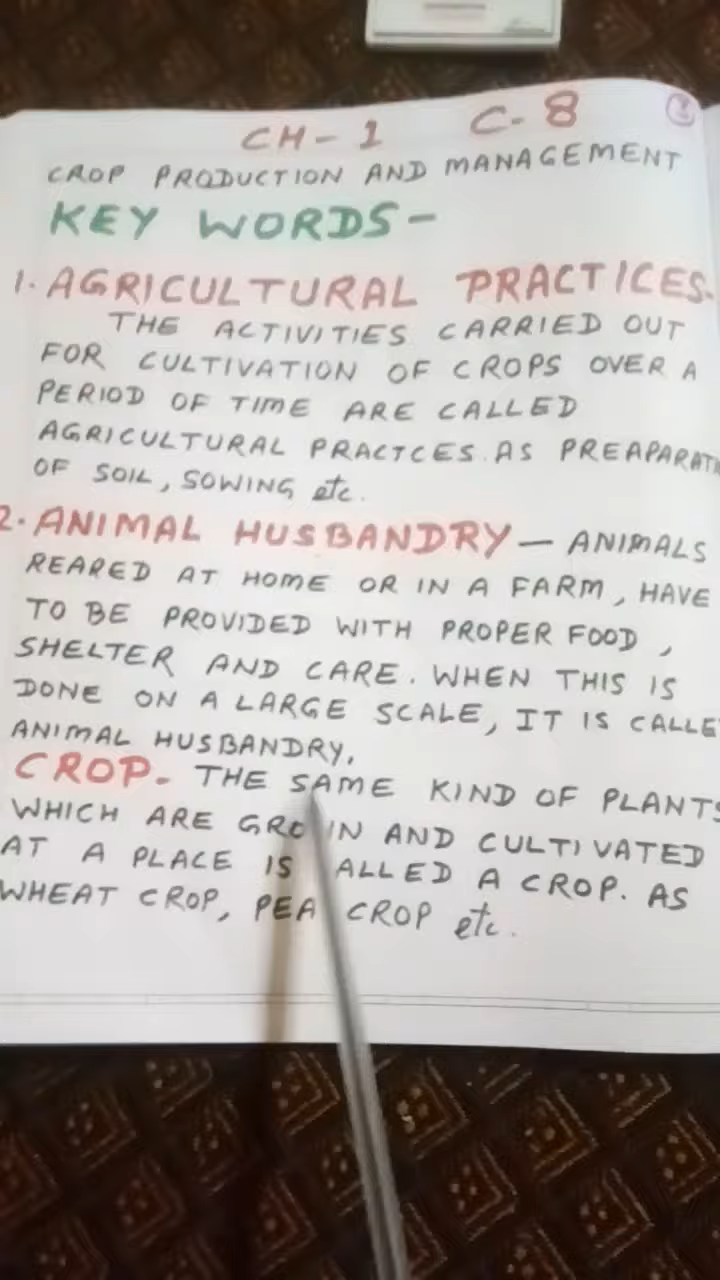 CH-1 C-8
CROP PRODUCTION AND MANAGEMENT
KEY WORDS-
1. AGRICULTURAL PRACTICES-
THE ACTIVITIES CARRIED OUT
FOR CULTIVATION OF CROPS OVER A
PERIOD OF TIME ARE CALLED
AGRICULTURAL PRACTCES. AS PREAPARATI
OF SOIL, SOWING etc.
2. ANIMAL HUSBANDRY - ANIMALS
REARED AT HOME OR IN A FARM, HAVE
TO BE PROVIDED WITH PROPER FOOD,
SHELTER AND CARE. WHEN THIS IS
DONE ON A LARGE SCALE, IT IS CALLE
ANIMAL HUSBANDRY.
CROP- THE SAME KIND OF PLANTS
WHICH ARE GROWN AND CULTIVATED
AT A PLACE IS CALLED A CROP. AS
WHEAT CROP, PEA CROP etc.